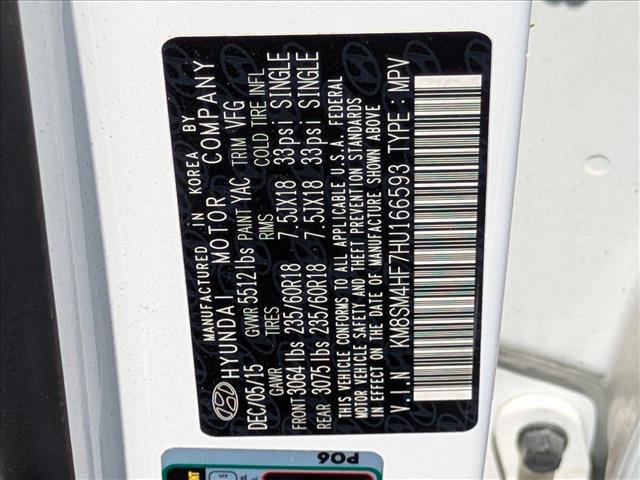 MANUFACTURED IN KOREA BY
HYUNDAI MOTOR COMPANY
DEC/05/15 GVWR 5512 lbs PAINT YAC TRIM VFG
GAWR TIRES RIMS COLD TIRE INFL
FRONT 3064 lbs 235/60R18 7.5JX18 33psi SINGLE
REAR 3075 lbs 235/60R18 7.5JX18 33psi SINGLE
THIS VEHICLE CONFORMS TO ALL APPLICABLE U.S.A. FEDERAL
MOTOR VEHICLE SAFETY AND THEFT PREVENTION STANDARDS
IN EFFECT ON THE DATE OF MANUFACTURE SHOWN ABOVE
V.I.N KM8SM4HF7HU166593 TYPE : MPV
PO6